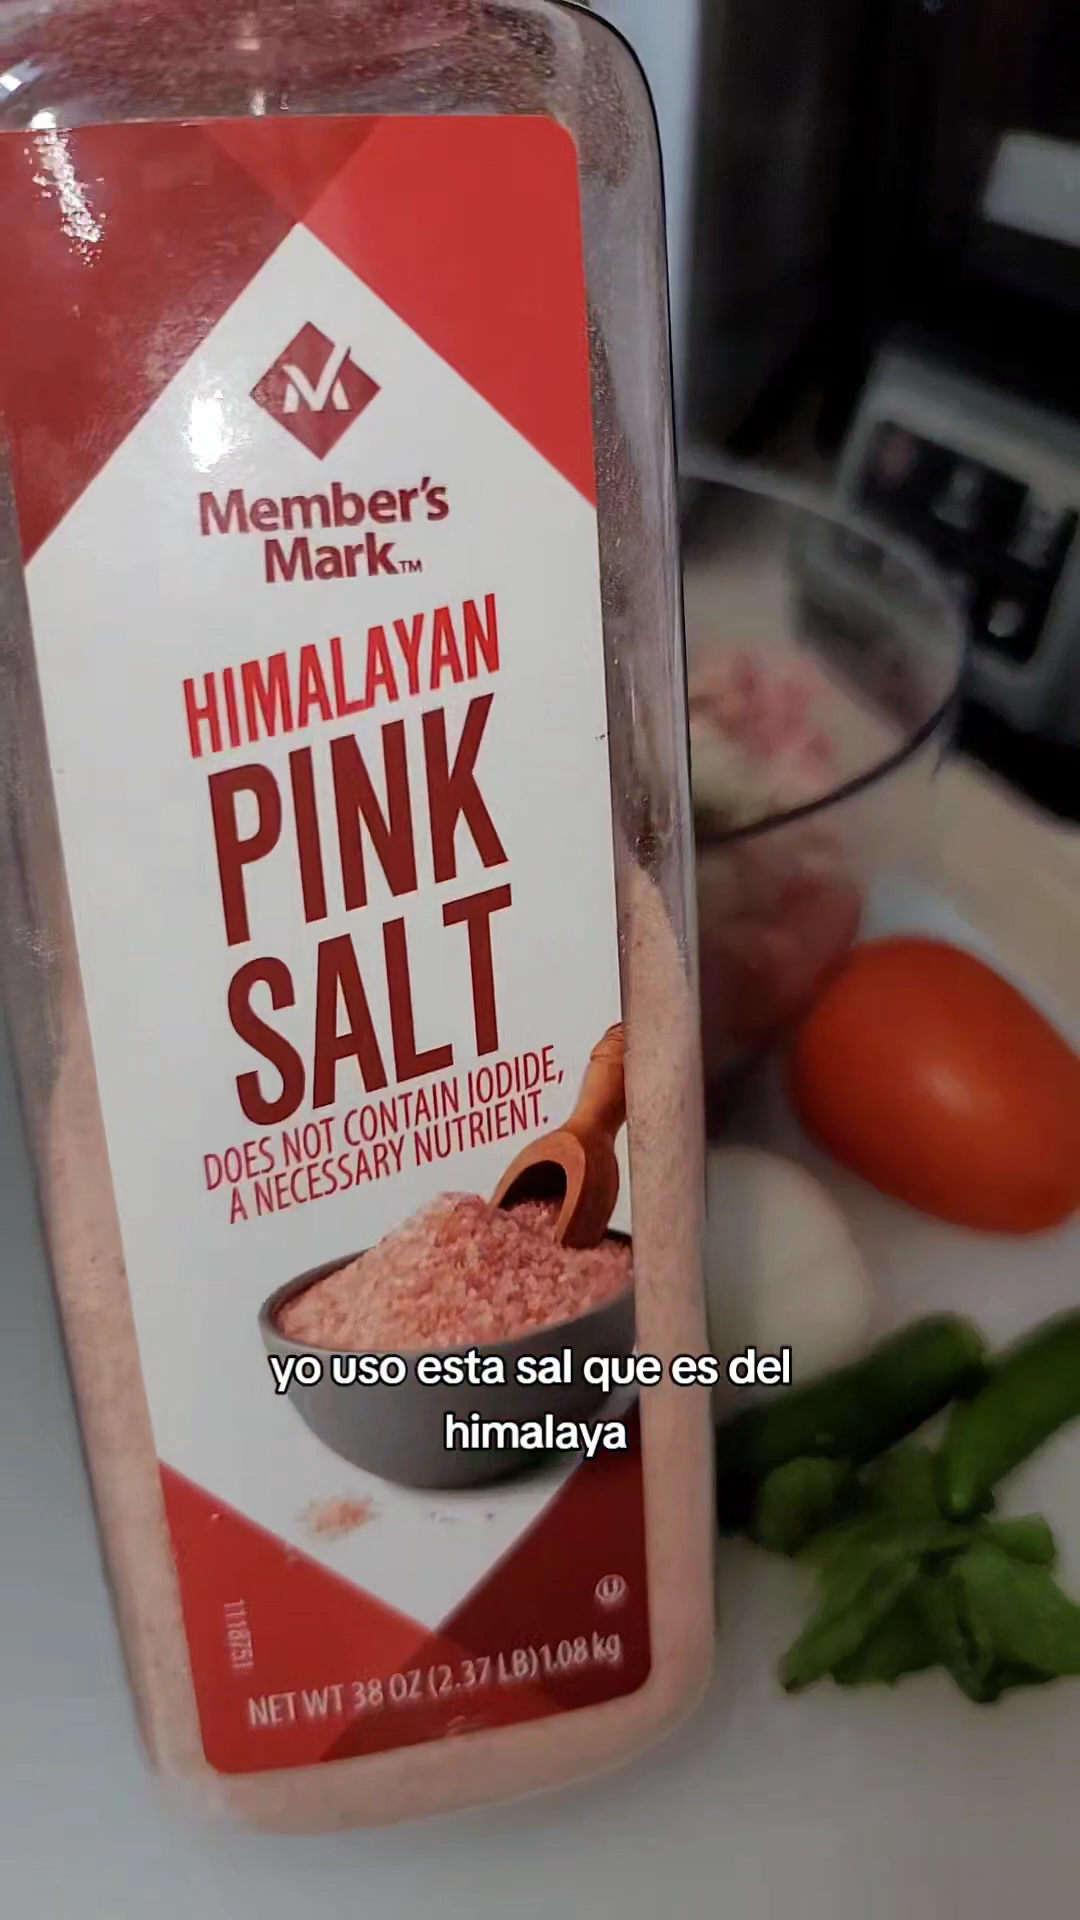 Member's
Mark™
HIMALAYAN
PINK
SALT
DOES NOT CONTAIN IODIDE,
A NECESSARY NUTRIENT.
yo uso esta sal que es del
himalaya
U
1118751
NET WT 38 OZ (2.37 LB) 1.08 kg